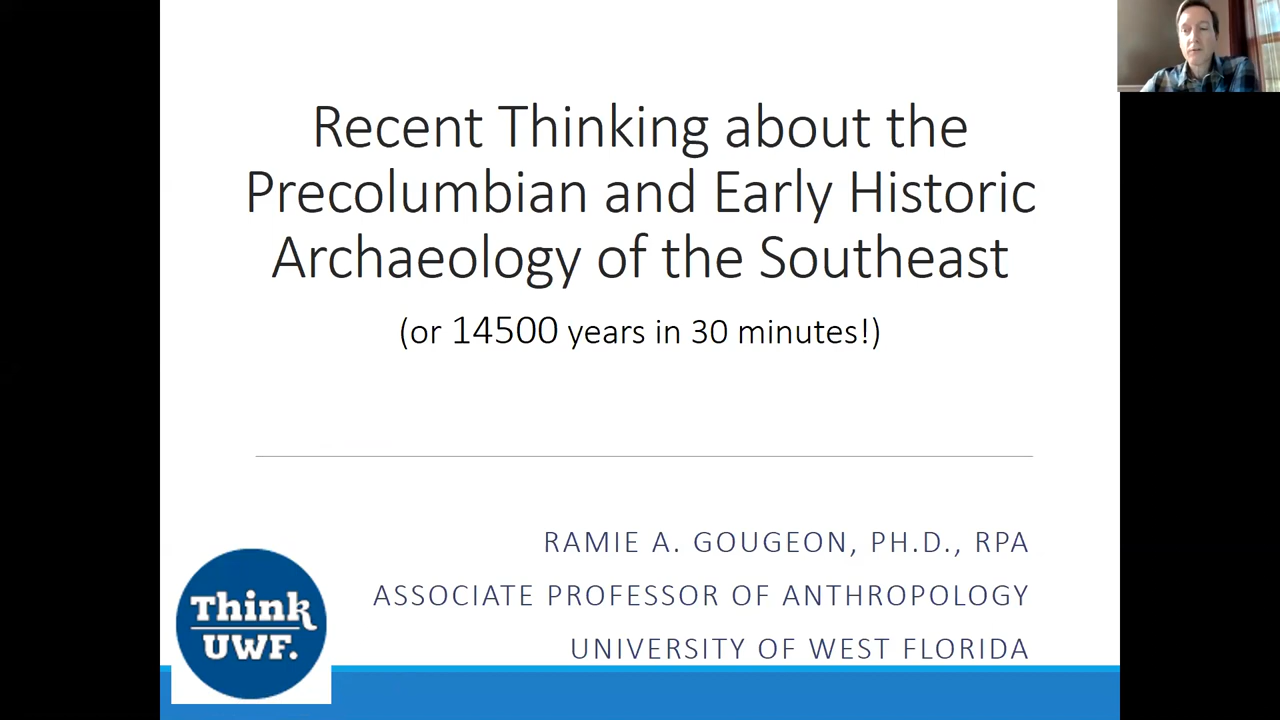 Recent Thinking about the
Precolumbian and Early Historic
Archaeology of the Southeast
(or 14500 years in 30 minutes!)
RAMIE A. GOUGEON, PH.D., RPA
ASSOCIATE PROFESSOR OF ANTHROPOLOGY
UNIVERSITY OF WEST FLORIDA
Think
UWF.